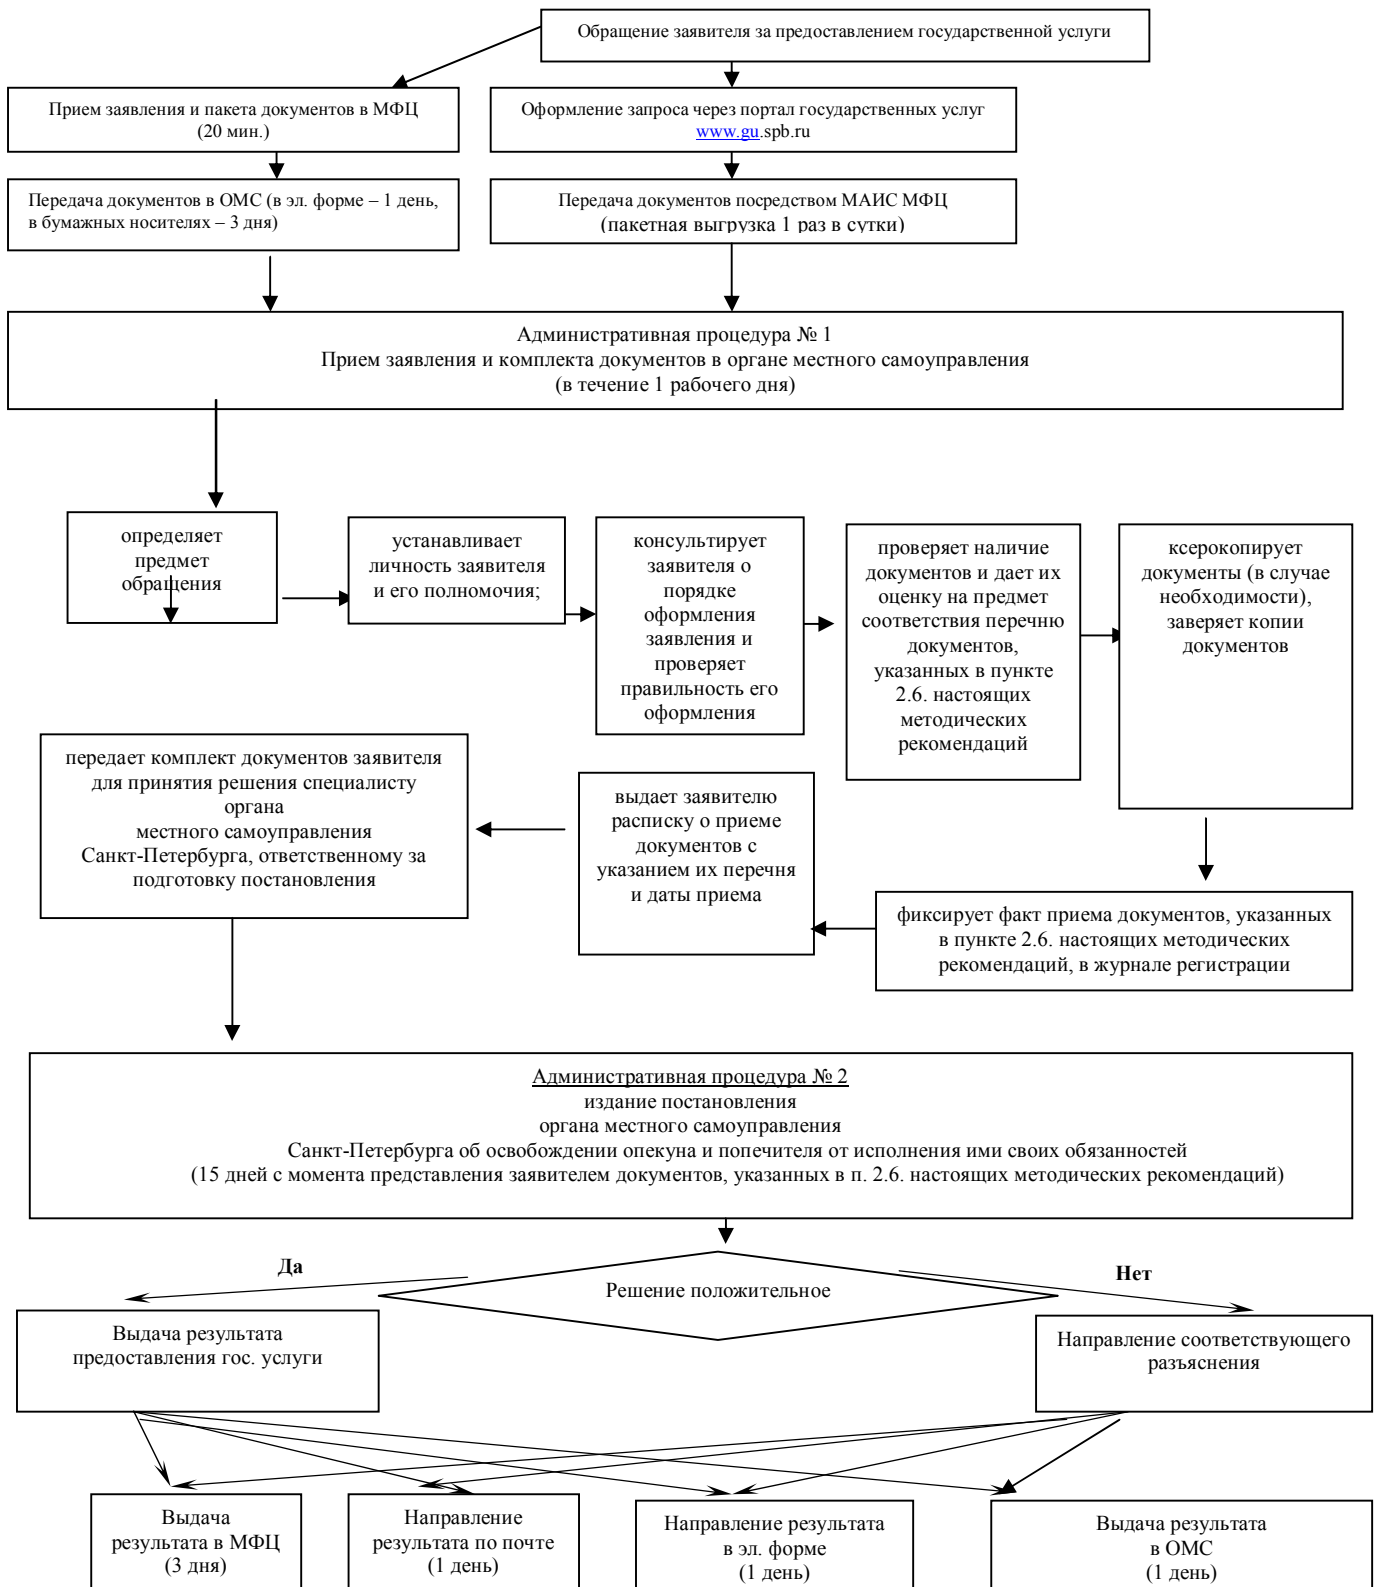 Обращение заявителя за предоставлением государственной услуги
Прием заявления и пакета документов в МФЦ
(20 мин.)
Оформление запроса через портал государственных услуг
www.gu.spb.ru
Передача документов в ОМС (в эл. форме – 1 день,
в бумажных носителях – 3 дня)
Передача документов посредством МАИС МФЦ
(пакетная выгрузка 1 раз в сутки)
Административная процедура № 1
Прием заявления и комплекта документов в органе местного самоуправления
(в течение 1 рабочего дня)
определяет
предмет
обращения
устанавливает
личность заявителя
и его полномочия;
консультирует
заявителя о
порядке
оформления
заявления и
проверяет
правильность его
оформления
проверяет наличие
документов и дает их
оценку на предмет
соответствия перечню
документов,
указанных в пункте
2.6. настоящих
методических
рекомендаций
ксерокопирует
документы (в случае
необходимости),
заверяет копии
документов
передает комплект документов заявителя
для принятия решения специалисту
органа
местного самоуправления
Санкт-Петербурга, ответственному за
подготовку постановления
выдает заявителю
расписку о приеме
документов с
указанием их перечня
и даты приема
фиксирует факт приема документов, указанных
в пункте 2.6. настоящих методических
рекомендаций, в журнале регистрации
Административная процедура № 2
издание постановления
органа местного самоуправления
Санкт-Петербурга об освобождении опекуна и попечителя от исполнения ими своих обязанностей
(15 дней с момента представления заявителем документов, указанных в п. 2.6. настоящих методических рекомендаций)
Да
Решение положительное
Нет
Выдача результата
предоставления гос. услуги
Направление соответствующего
разъяснения
Выдача
результата в МФЦ
(3 дня)
Направление
результата по почте
(1 день)
Направление результата
в эл. форме
(1 день)
Выдача результата
в ОМС
(1 день)